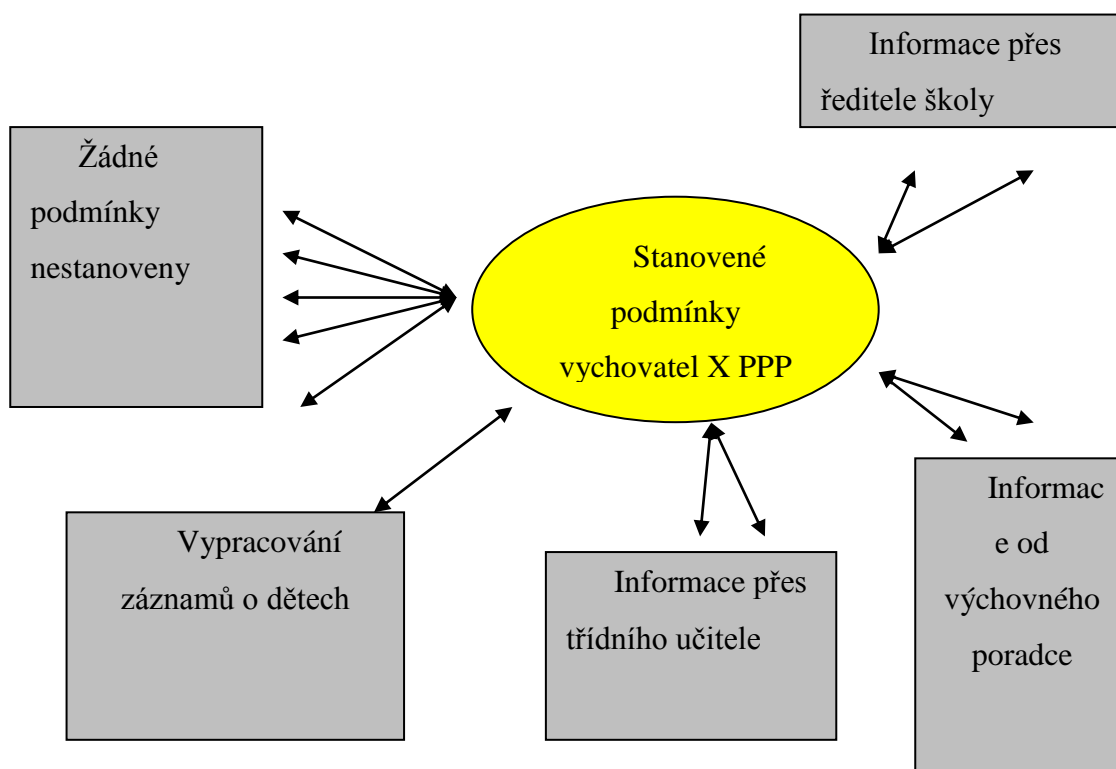 Informace přes
ředitele školy
Žádné
podmínky
nestanoveny
Stanovené
podmínky
vychovatel X PPP
Vypracování
záznamů o dětech
Informace přes
třídního učitele
Informac
e od
výchovného
poradce